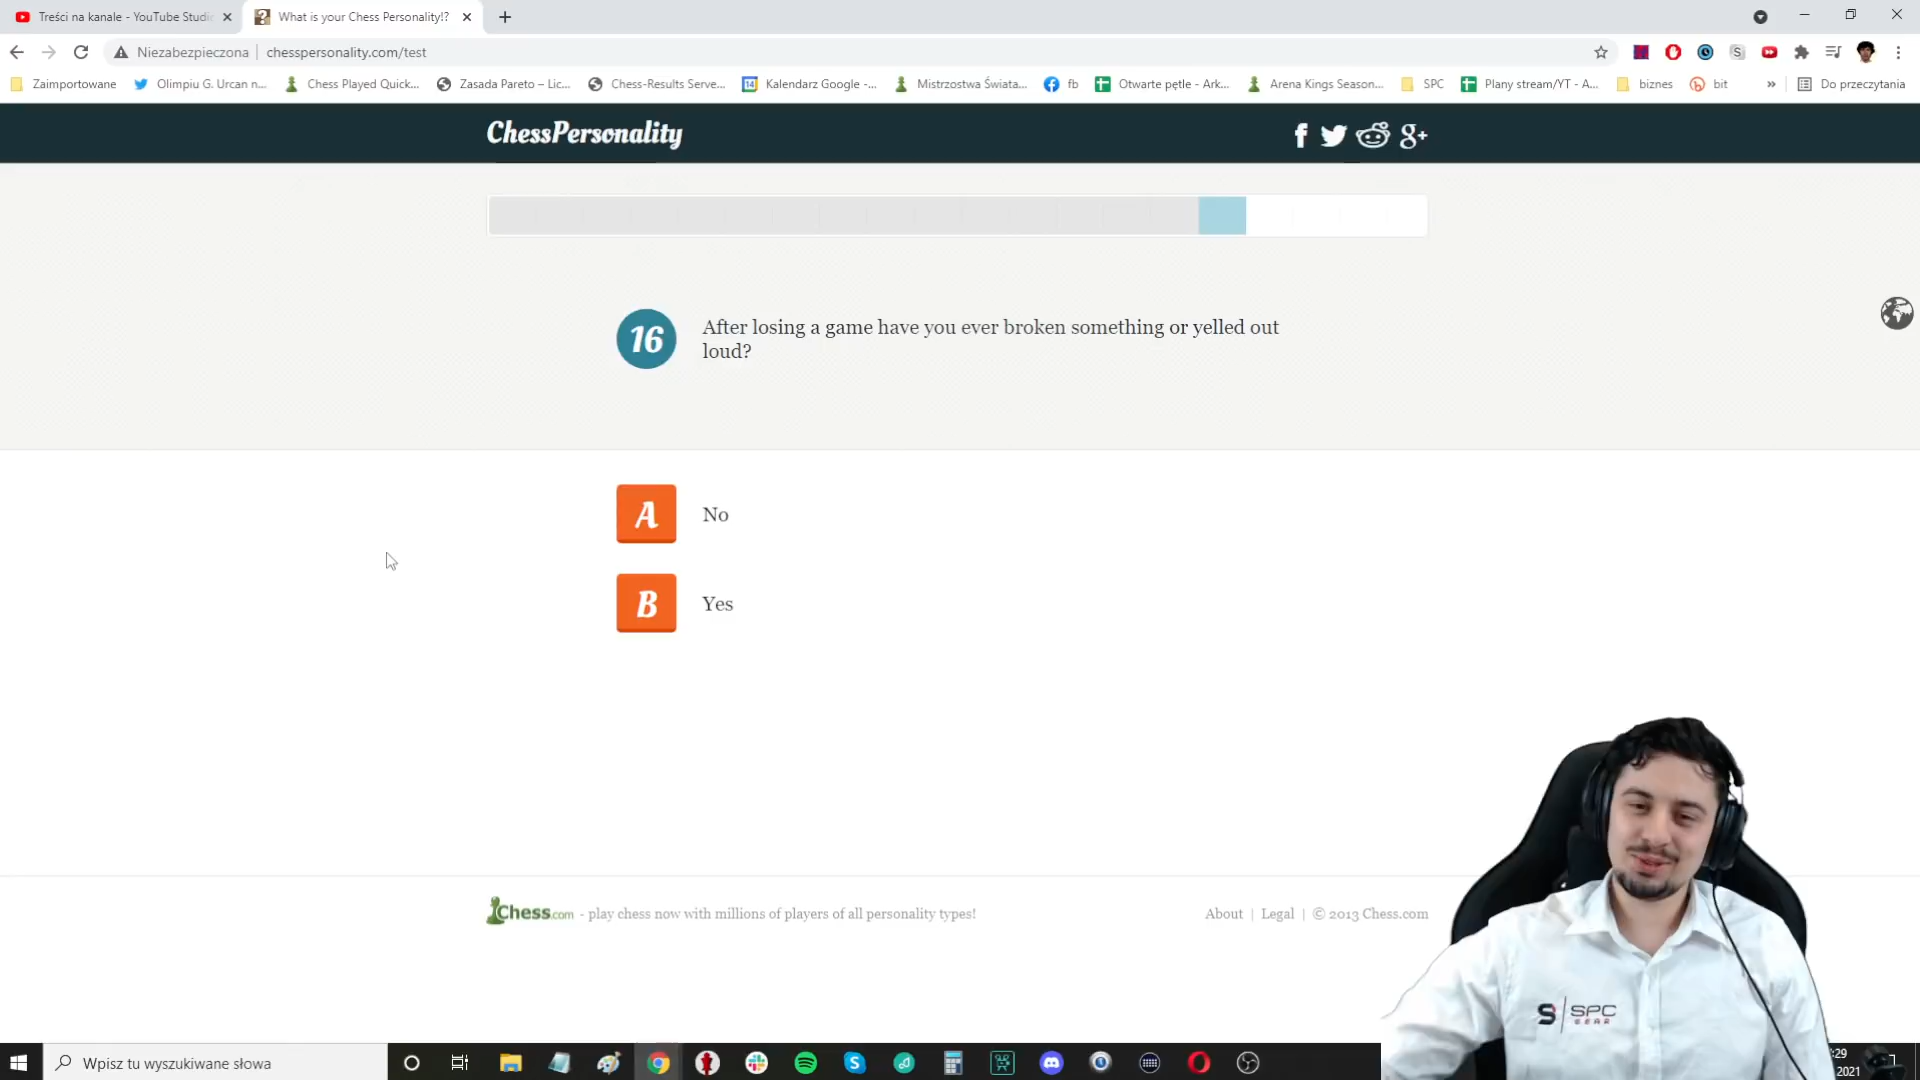 Treści na kanale - YouTube Studio
What is your Chess Personality!?
Niezabezpieczona
chesspersonality.com/test
Zaimportowane
Olimpiu G. Urcan n...
Chess Played Quick...
Zasada Pareto – Lic...
Chess-Results Serve...
Kalendarz Google -...
Mistrzostwa Świata...
fb
Otwarte pętle - Ark...
Arena Kings Season...
SPC
Plany stream/YT - A...
biznes
bit
»
Do przeczytania
ChessPersonality
16
After losing a game have you ever broken something or yelled out
loud?
A
No
B
Yes
Chess.com - play chess now with millions of players of all personality types!
About | Legal | © 2013 Chess.com
S SPC
GEAR
Wpisz tu wyszukiwane słowa
:29
2021